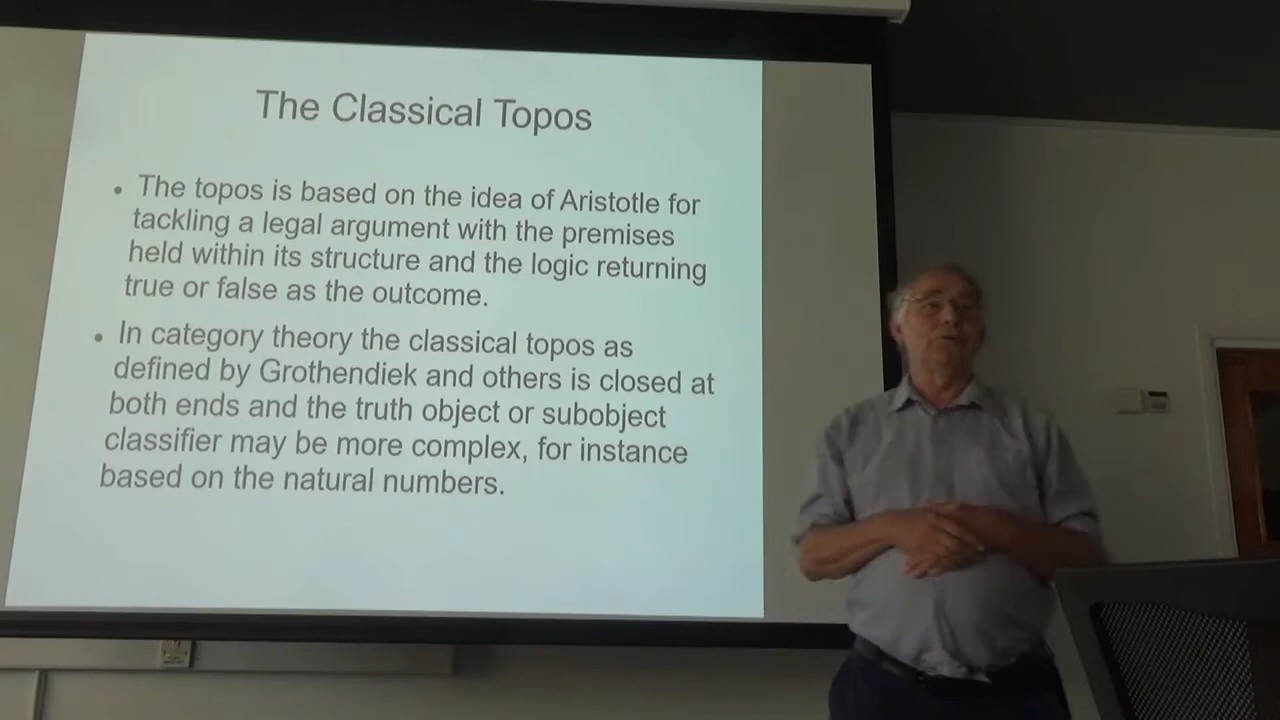 The Classical Topos
• The topos is based on the idea of Aristotle for
tackling a legal argument with the premises
held within its structure and the logic returning
true or false as the outcome.
• In category theory the classical topos as
defined by Grothendiek and others is closed at
both ends and the truth object or subobject
classifier may be more complex, for instance
based on the natural numbers.